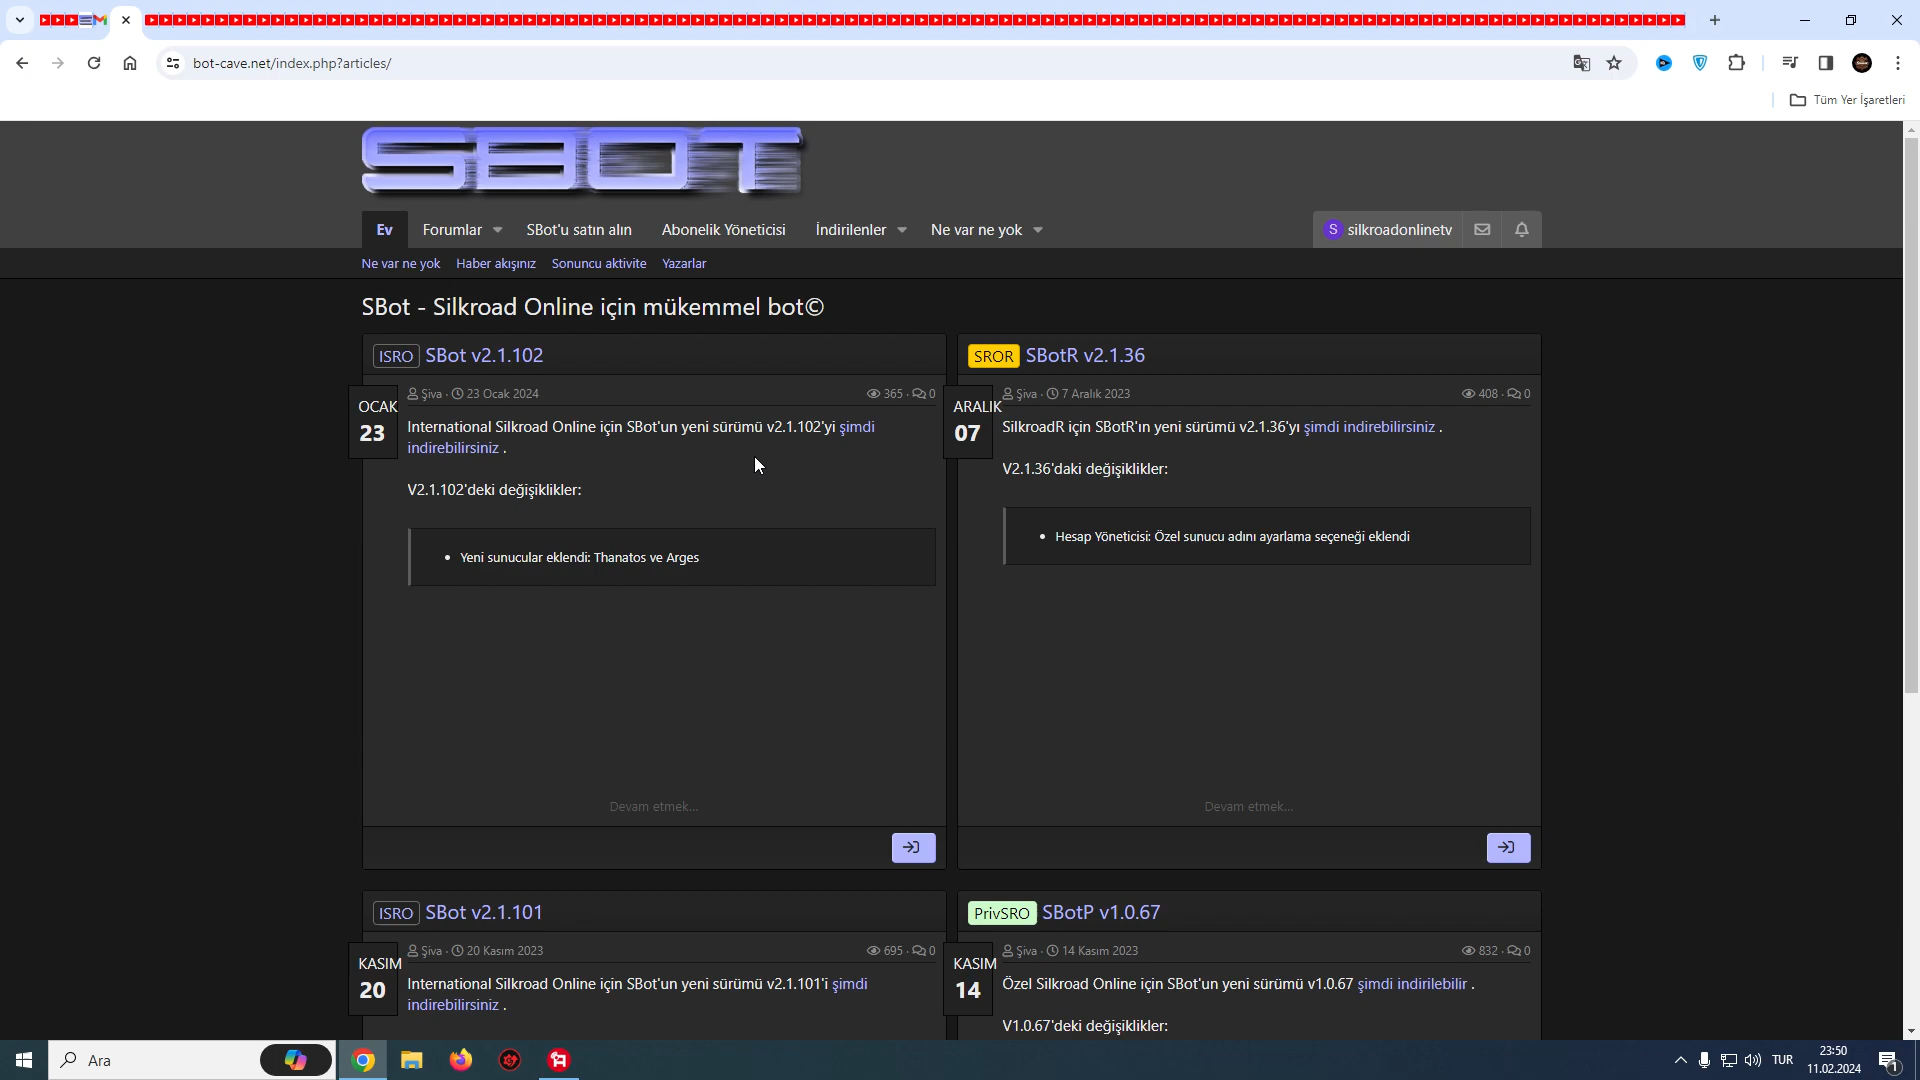 bot-cave.net/index.php?articles/
Tüm Yer İşaretleri
SBOT
Ev
Forumlar
SBot'u satın alın
Abonelik Yöneticisi
İndirilenler
Ne var ne yok
S silkroadonlinetv
Ne var ne yok
Haber akışınız
Sonuncu aktivite
Yazarlar
SBot - Silkroad Online için mükemmel bot©
ISRO SBot v2.1.102
OCAK
23
Şiva · 23 Ocak 2024
365 · 0
International Silkroad Online için SBot'un yeni sürümü v2.1.102'yi şimdi
indirebilirsiniz .
V2.1.102'deki değişiklikler:
• Yeni sunucular eklendi: Thanatos ve Arges
Devam etmek...
SROR SBotR v2.1.36
ARALIK
07
Şiva · 7 Aralık 2023
408 · 0
SilkroadR için SBotR'ın yeni sürümü v2.1.36'yı şimdi indirebilirsiniz .
V2.1.36'daki değişiklikler:
• Hesap Yöneticisi: Özel sunucu adını ayarlama seçeneği eklendi
Devam etmek...
ISRO SBot v2.1.101
KASIM
20
Şiva · 20 Kasım 2023
695 · 0
International Silkroad Online için SBot'un yeni sürümü v2.1.101'i şimdi
indirebilirsiniz .
PrivSRO SBotP v1.0.67
KASIM
14
Şiva · 14 Kasım 2023
832 · 0
Özel Silkroad Online için SBot'un yeni sürümü v1.0.67 şimdi indirilebilir .
V1.0.67'deki değişiklikler:
Ara
TUR
23:50
11.02.2024
1